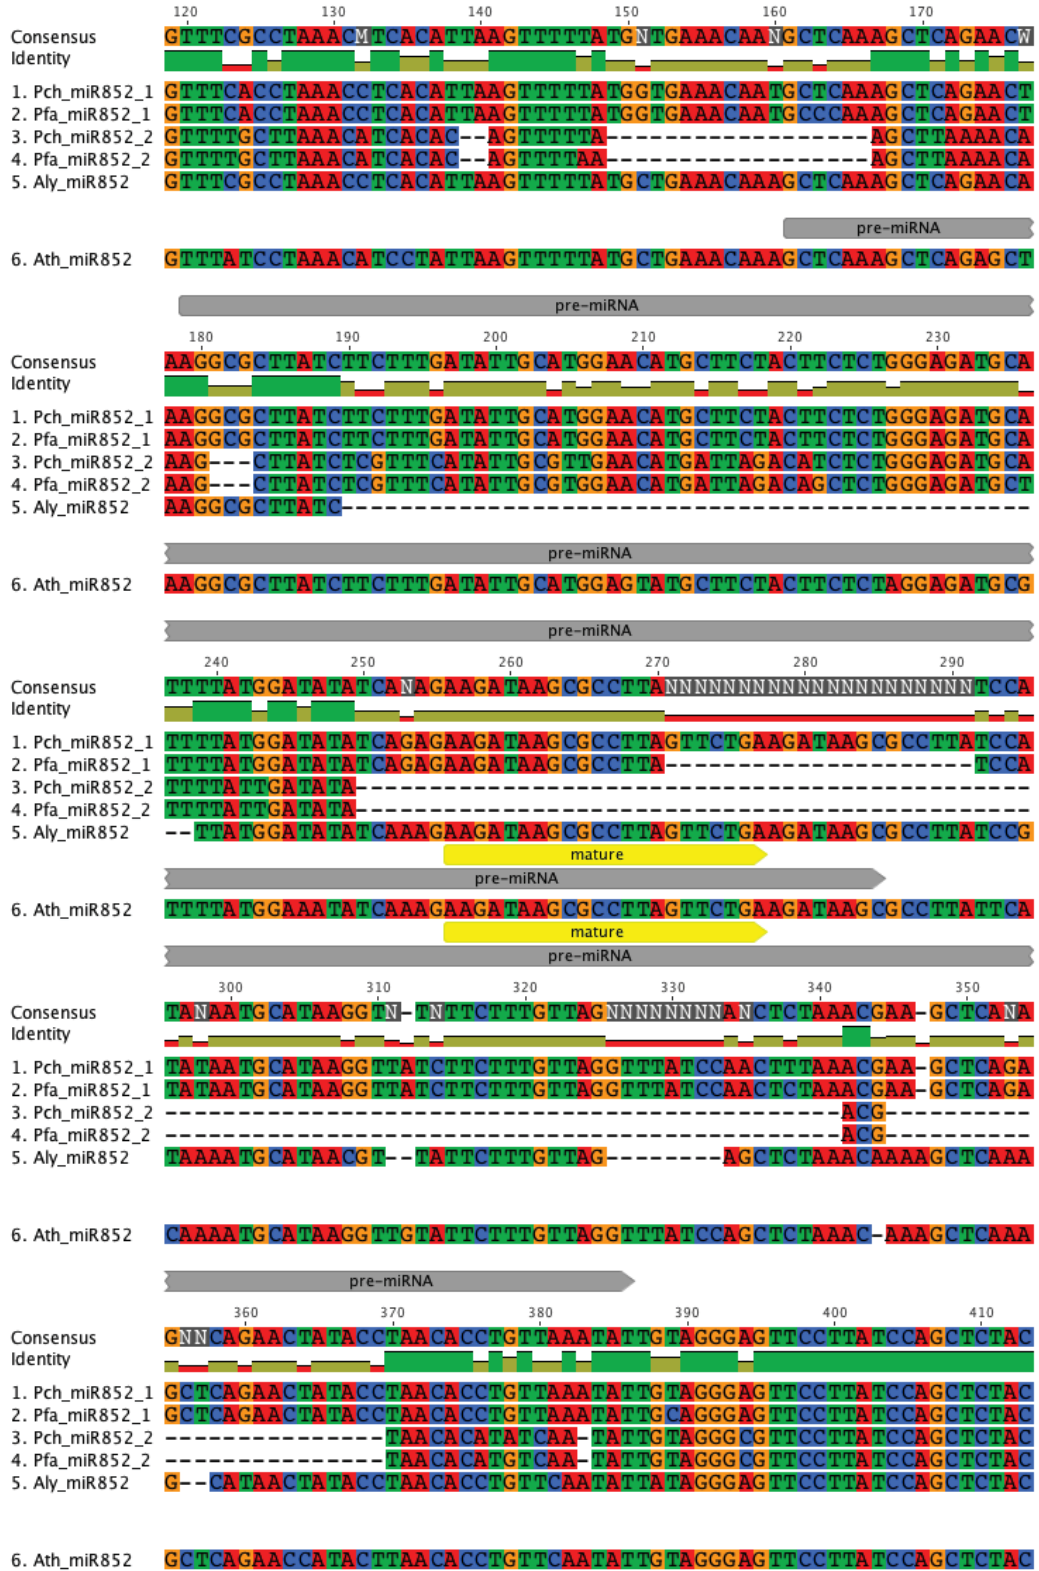 120 130 140 150 160 170
Consensus GTTTCGCCTAAACMTCACATTAAGTTTTTATGNTGAAACAANGCTCAAAGCTCAGAACW
Identity
1. Pch_miR852_1 GTTTCACCTAAACCTCACATTAAGTTTTTATGGTGAAACAATGCTCAAAGCTCAGAACT
2. Pfa_miR852_1 GTTTCACCTAAACCTCACATTAAGTTTTTATGGTGAAACAATGCCCAAAGCTCAGAACT
3. Pch_miR852_2 GTTTTGCTTAAACATCACAC--AGTTTTTA------------------AGCTTAAAACA
4. Pfa_miR852_2 GTTTTGCTTAAACATCACAC--AGTTTTAA------------------AGCTTAAAACA
5. Aly_miR852 GTTTCGCCTAAACCTCACATTAAGTTTTTATGCTGAAACAAAGCTCAAAGCTCAGAACA
pre-miRNA
6. Ath_miR852 GTTTATCCTAAACATCCTATTAAGTTTTTATGCTGAAACAAAGCTCAAAGCTCAGAGCT
pre-miRNA
180 190 200 210 220 230
Consensus AAGGCGCTTATCTTCTTTGATATTGCATGGAACATGCTTCTACTTCTCTGGGAGATGCA
Identity
1. Pch_miR852_1 AAGGCGCTTATCTTCTTTGATATTGCATGGAACATGCTTCTACTTCTCTGGGAGATGCA
2. Pfa_miR852_1 AAGGCGCTTATCTTCTTTGATATTGCATGGAACATGCTTCTACTTCTCTGGGAGATGCA
3. Pch_miR852_2 AAG---CTTATCTCGTTTCATATTGCGTTGAACATGATTAGACATCTCTGGGAGATGCA
4. Pfa_miR852_2 AAG---CTTATCTCGTTTCATATTGCGTGGAACATGATTAGACAGCTCTGGGAGATGCT
5. Aly_miR852 AAGGCGCTTATC-----------------------------------------------
pre-miRNA
6. Ath_miR852 AAGGCGCTTATCTTCTTTGATATTGCATGGAGTATGCTTCTACTTCTCTAGGAGATGCG
pre-miRNA
240 250 260 270 280 290
Consensus TTTTATGGATATATCANAGAAGATAAGCGCCTTANNNNNNNNNNNNNNNNNNNNNTCCA
Identity
1. Pch_miR852_1 TTTTATGGATATATCAGAGAAGATAAGCGCCTTAGTTCTGAAGATAAGCGCCTTATCCA
2. Pfa_miR852_1 TTTTATGGATATATCAGAGAAGATAAGCGCCTTA---------------------TCCA
3. Pch_miR852_2 TTTTATTGATATA----------------------------------------------
4. Pfa_miR852_2 TTTTATTGATATA----------------------------------------------
5. Aly_miR852 --TTATGGATATATCAAAGAAGATAAGCGCCTTAGTTCTGAAGATAAGCGCCTTATCCG
mature
pre-miRNA
6. Ath_miR852 TTTTATGGAAATATCAAAGAAGATAAGCGCCTTAGTTCTGAAGATAAGCGCCTTATTCA
mature
pre-miRNA
300 310 320 330 340 350
Consensus TANAATGCATAAGGTN-TNTTCTTTGTTAGNNNNNNNNANCTCTAAACGAA-GCTCANA
Identity
1. Pch_miR852_1 TATAATGCATAAGGTTATCTTCTTTGTTAGGTTTATCCAACTTTAAACGAA-GCTCAGA
2. Pfa_miR852_1 TATAATGCATAAGGTTATCTTCTTTGTTAGGTTTATCCAACTCTAAACGAA-GCTCAGA
3. Pch_miR852_2 ----------------------------------------------ACG----------
4. Pfa_miR852_2 ----------------------------------------------ACG----------
5. Aly_miR852 TAAAATGCATAACGT--TATTCTTTGTTAG--------AGCTCTAAACAAAAGCTCAAA
6. Ath_miR852 CAAAATGCATAAGGTTGTATTCTTTGTTAGGTTTATCCAGCTCTAAAC-AAAGCTCAAA
pre-miRNA
360 370 380 390 400 410
Consensus GNNCAGAACTATACCTAACACCTGTTAAATATTGTAGGGAGTTCCTTATCCAGCTCTAC
Identity
1. Pch_miR852_1 GCTCAGAACTATACCTAACACCTGTTAAATATTGTAGGGAGTTCCTTATCCAGCTCTAC
2. Pfa_miR852_1 GCTCAGAACTATACCTAACACCTGTTAAATATTGCAGGGAGTTCCTTATCCAGCTCTAC
3. Pch_miR852_2 ---------------TAACACATATCAA-TATTGTAGGGCGTTCCTTATCCAGCTCTAC
4. Pfa_miR852_2 ---------------TAACACATGTCAA-TATTGTAGGGCGTTCCTTATCCAGCTCTAC
5. Aly_miR852 G--CATAACTATACCTAACACCTGTTCAATATTATAGGGAGTTCCTTATCCAGCTCTAC
6. Ath_miR852 GCTCAGAACCATACTTAACACCTGTTCAATATTGTAGGGAGTTCCTTATCCAGCTCTAC